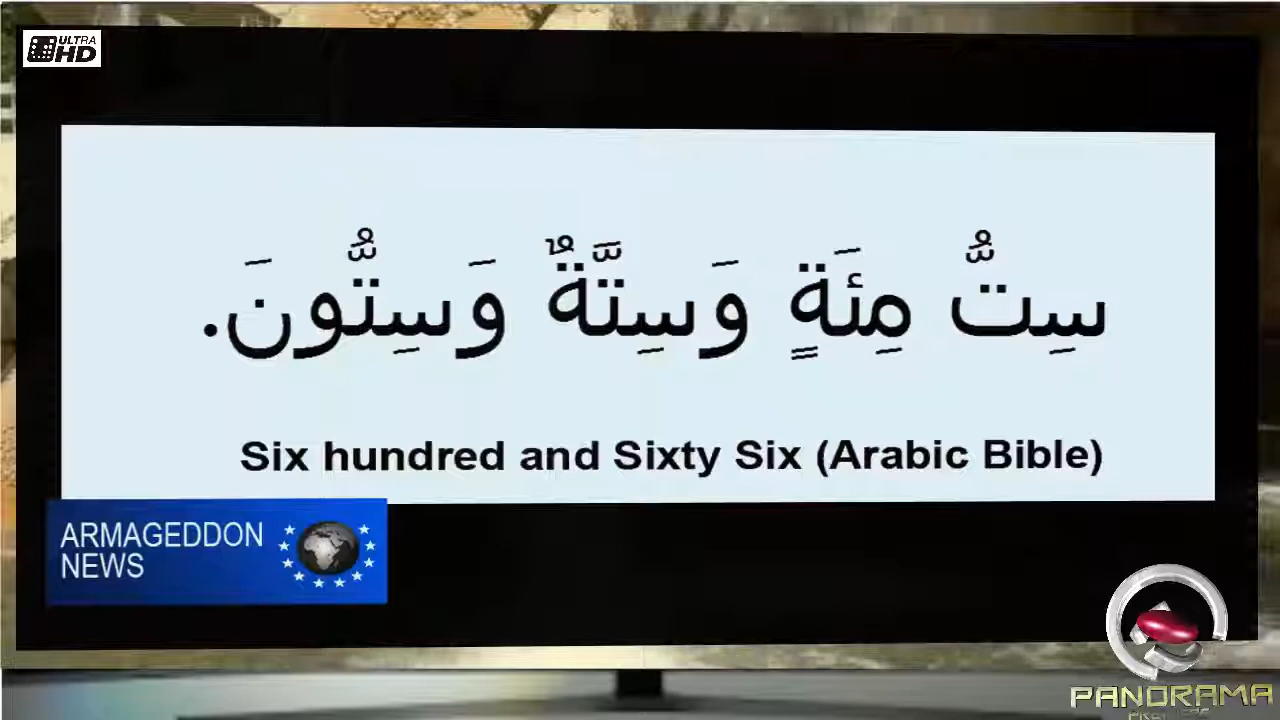 ULTRA
HD
سِتُّ مِئَةٍ وَسِتَّةٌ وَسِتُّونَ.
Six hundred and Sixty Six (Arabic Bible)
ARMAGEDDON
NEWS
PANORAMA